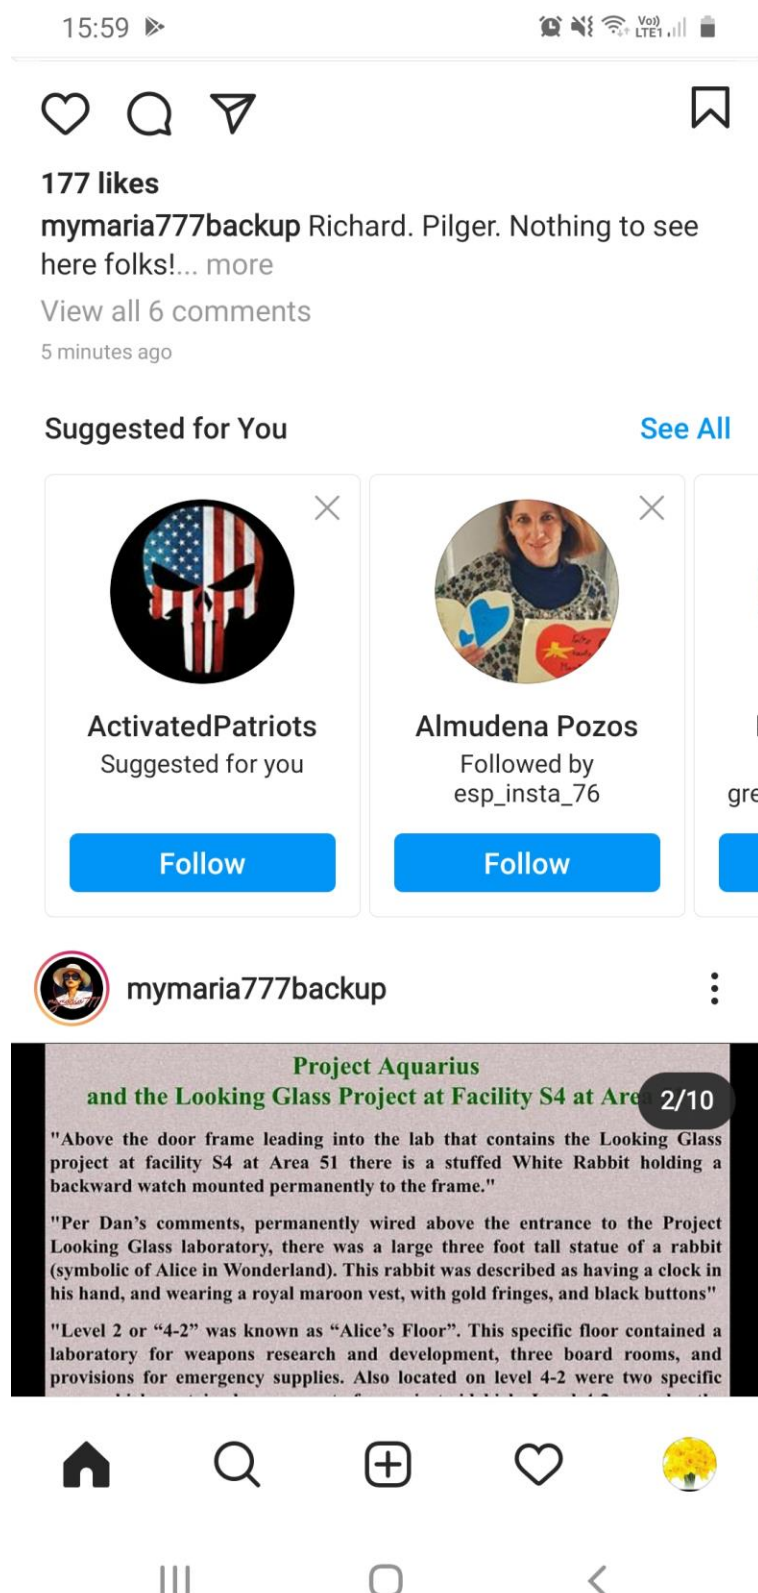 15:59
Vo))
LTE1
177 likes
mymaria777backup Richard. Pilger. Nothing to see
here folks!... more
View all 6 comments
5 minutes ago
Suggested for You
See All
ActivatedPatriots
Suggested for you
Follow
Almudena Pozos
Followed by
esp_insta_76
Follow
gre
mymaria777backup
Project Aquarius
and the Looking Glass Project at Facility S4 at Are
2/10
"Above the door frame leading into the lab that contains the Looking Glass
project at facility S4 at Area 51 there is a stuffed White Rabbit holding a
backward watch mounted permanently to the frame."
"Per Dan's comments, permanently wired above the entrance to the Project
Looking Glass laboratory, there was a large three foot tall statue of a rabbit
(symbolic of Alice in Wonderland). This rabbit was described as having a clock in
his hand, and wearing a royal maroon vest, with gold fringes, and black buttons"
"Level 2 or “4-2” was known as “Alice's Floor”. This specific floor contained a
laboratory for weapons research and development, three board rooms, and
provisions for emergency supplies. Also located on level 4-2 were two specific